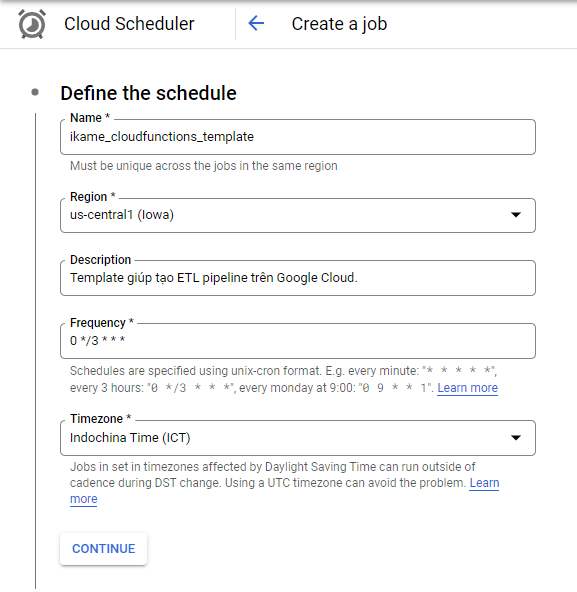 Cloud Scheduler
Create a job
Define the schedule
Name *
ikame_cloudfunctions_template
Must be unique across the jobs in the same region
Region *
us-central1 (Iowa)
Description
Template giúp tạo ETL pipeline trên Google Cloud.
Frequency *
0 */3 * * *
Schedules are specified using unix-cron format. E.g. every minute: "* * * * *",
every 3 hours: "0 */3 * * *", every monday at 9:00: "0 9 * * 1". Learn more
Timezone *
Indochina Time (ICT)
Jobs in set in timezones affected by Daylight Saving Time can run outside of
cadence during DST change. Using a UTC timezone can avoid the problem. Learn
more
CONTINUE